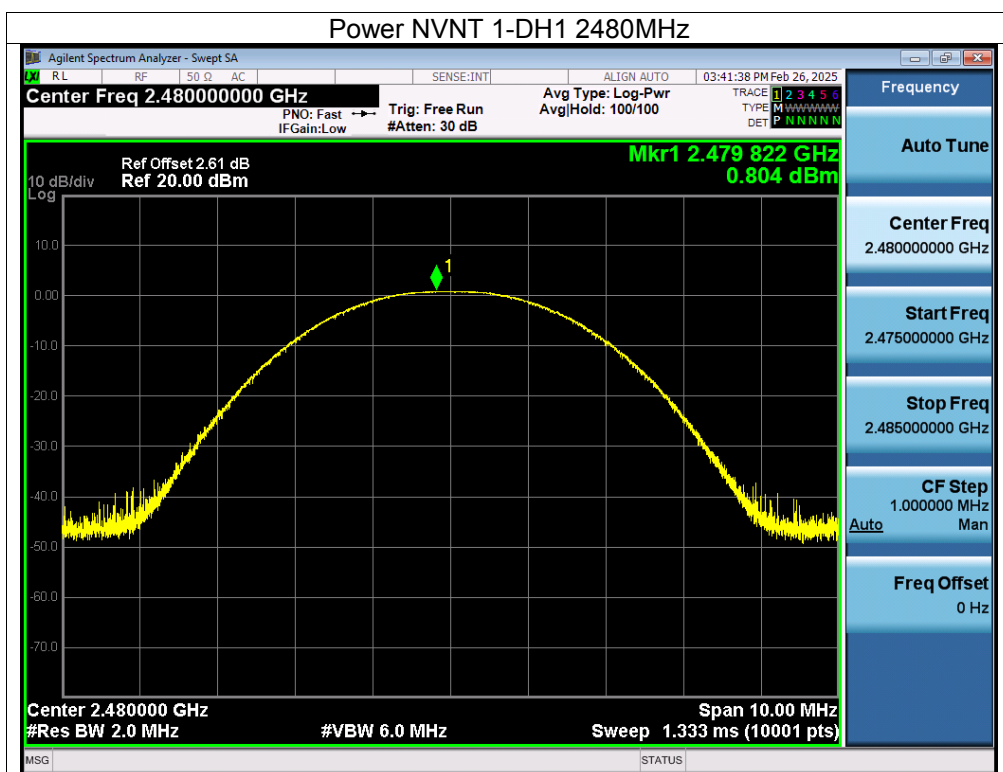 Power NVNT 1-DH1 2480MHz
Agilent Spectrum Analyzer - Swept SA
LXI RL RF 50 Ω AC SENSE:INT ALIGN AUTO 03:41:38 PM Feb 26, 2025
Center Freq 2.480000000 GHz
PNO: Fast
IFGain:Low
Trig: Free Run
#Atten: 30 dB
Avg Type: Log-Pwr
Avg|Hold: 100/100
TRACE 1 2 3 4 5 6
TYPE M WWWWW
DET P N N N N N
Ref Offset 2.61 dB
Ref 20.00 dBm
10 dB/div
Log
Mkr1 2.479 822 GHz
0.804 dBm
1
10.0
0.00
-10.0
-20.0
-30.0
-40.0
-50.0
-60.0
-70.0
Center 2.480000 GHz
Span 10.00 MHz
#Res BW 2.0 MHz
#VBW 6.0 MHz
Sweep 1.333 ms (10001 pts)
MSG
STATUS
Frequency
Auto Tune
Center Freq
2.480000000 GHz
Start Freq
2.475000000 GHz
Stop Freq
2.485000000 GHz
CF Step
1.000000 MHz
Auto Man
Freq Offset
0 Hz